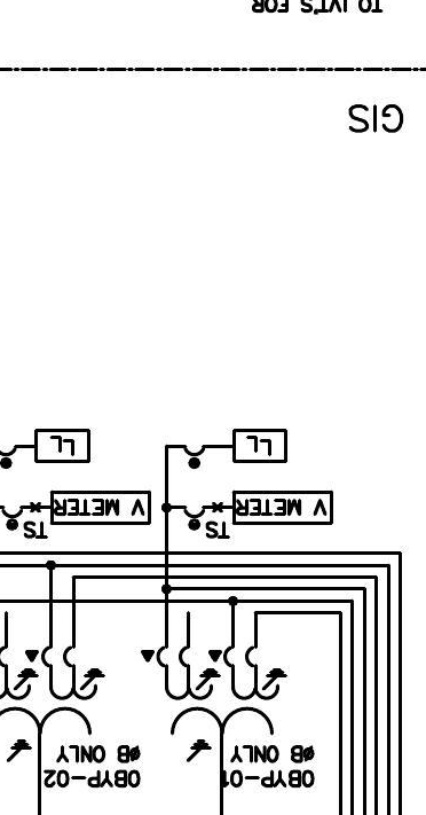 OBYP-01
ØB ONLY
OBYP-02
ØB ONLY
TS
V METER
TS
V METER
LL
LL
GIS
TO IVT'S FOR